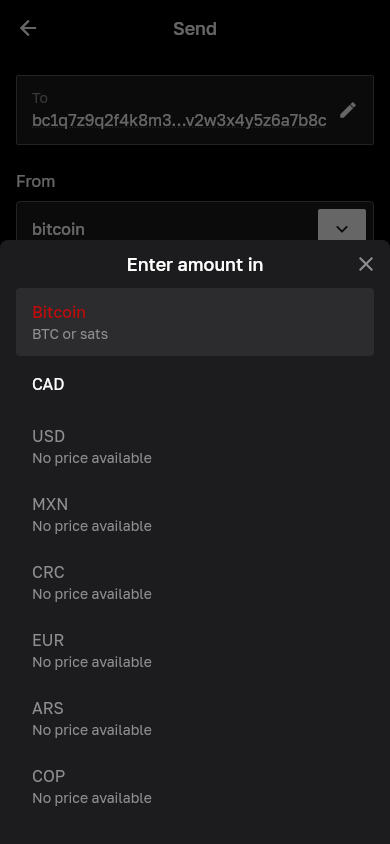 Send
To
bc1q7z9q2f4k8m3...v2w3x4y5z6a7b8c
From
bitcoin
Enter amount in
Bitcoin
BTC or sats
CAD
USD
No price available
MXN
No price available
CRC
No price available
EUR
No price available
ARS
No price available
COP
No price available